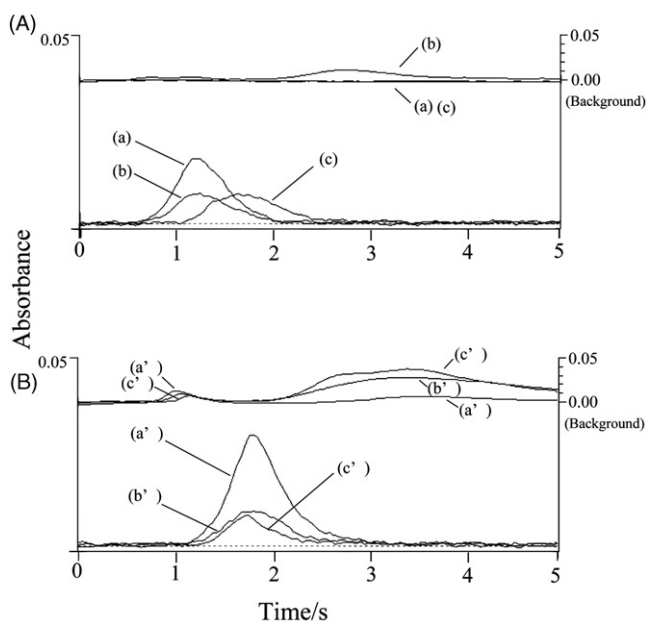 (A)
0.05
0.05
0.00
(Background)
(b)
(a) (c)
(a)
(b)
(c)
0 1 2 3 4 5
Absorbance
(B)
0.05
0.05
0.00
(Background)
(a' )
(c' )
(c' )
(b' )
(a' )
(a' )
(b' )
(c' )
0 1 2 3 4 5
Time/s